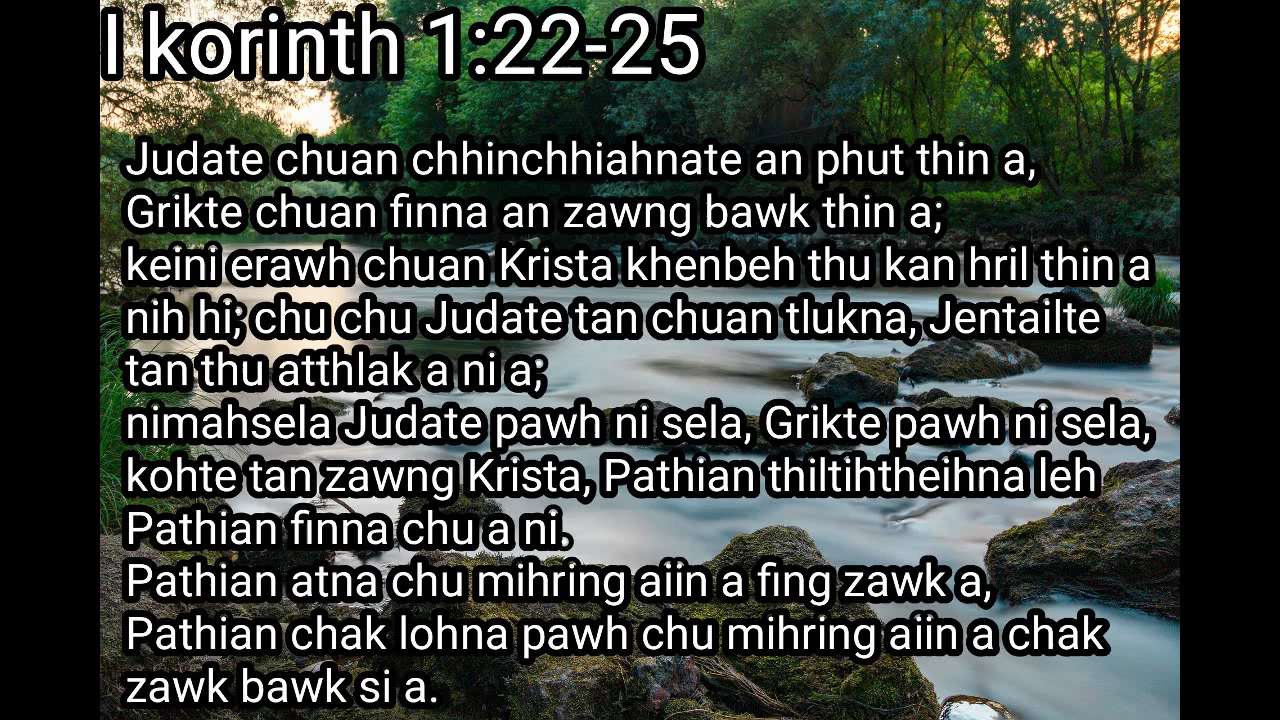 I korinth 1:22-25
Judate chuan chhinchhiahnate an phut thin a,
Grikte chuan finna an zawng bawk thin a;
keini erawh chuan Krista khenbeh thu kan hril thin a
nih hi; chu chu Judate tan chuan tlukna, Jentailte
tan thu atthlak a ni a;
nimahsela Judate pawh ni sela, Grikte pawh ni sela,
kohte tan zawng Krista, Pathian thiltihtheihna leh
Pathian finna chu a ni.
Pathian atna chu mihring aiin a fing zawk a,
Pathian chak lohna pawh chu mihring aiin a chak
zawk bawk si a.